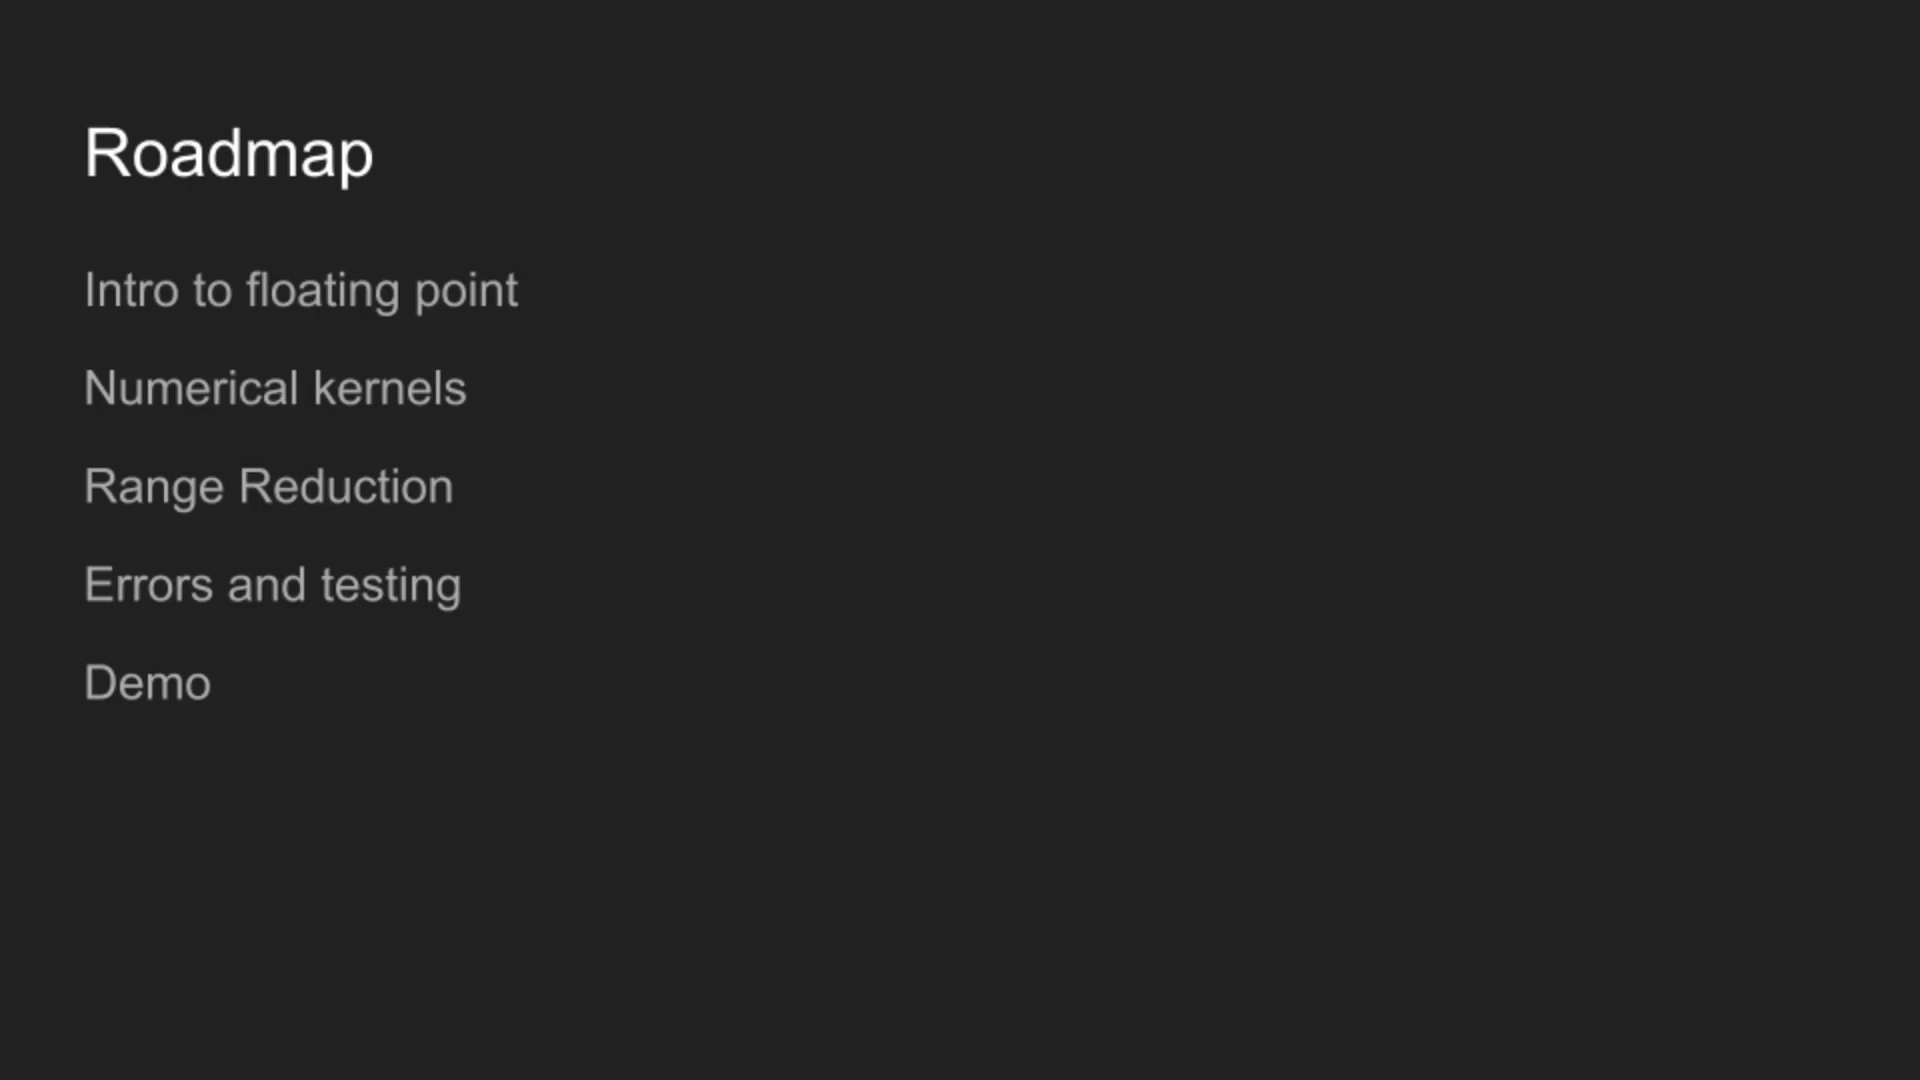 Roadmap
Intro to floating point
Numerical kernels
Range Reduction
Errors and testing
Demo